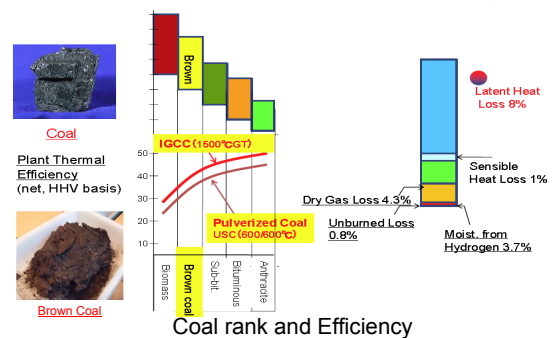 Coal
Plant Thermal
Efficiency
(net, HHV basis)
Brown Coal
Brown
IGCC (1500℃GT)
50
40
30
20
10
Pulverized Coal
USC (600/600℃)
Biomass
Brown coal
Sub-bit.
Bituminous
Anthracite
Latent Heat
Loss 8%
Sensible
Heat Loss 1%
Dry Gas Loss 4.3%
Unburned Loss
0.8%
Moist. from
Hydrogen 3.7%
Coal rank and Efficiency